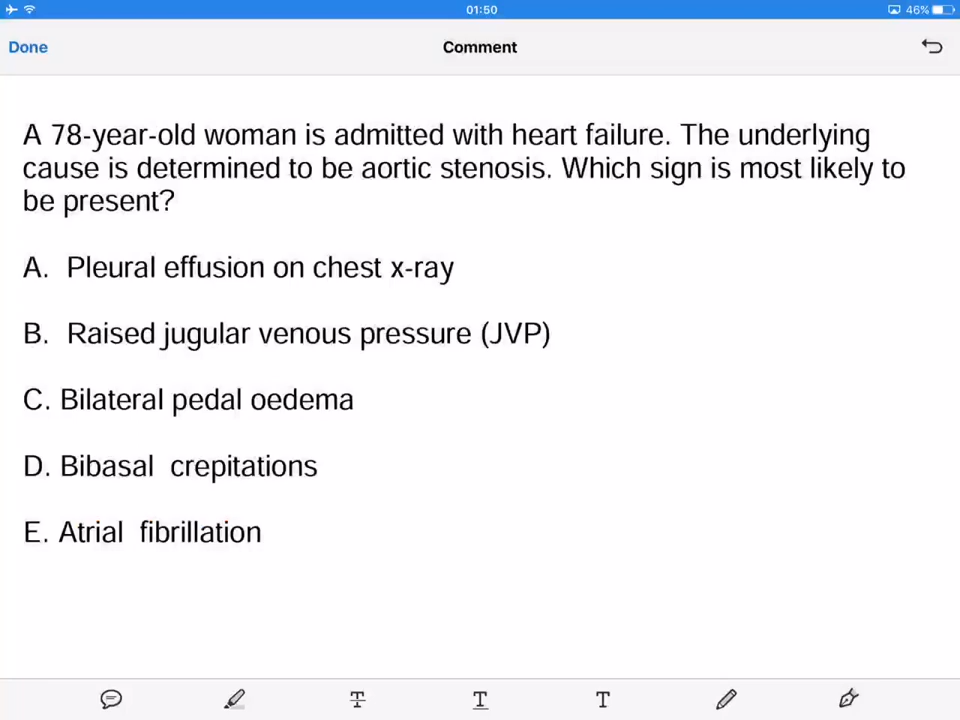 01:50
46%
Done
Comment
A 78-year-old woman is admitted with heart failure. The underlying
cause is determined to be aortic stenosis. Which sign is most likely to
be present?
A. Pleural effusion on chest x-ray
B. Raised jugular venous pressure (JVP)
C. Bilateral pedal oedema
D. Bibasal crepitations
E. Atrial fibrillation
T
T
T